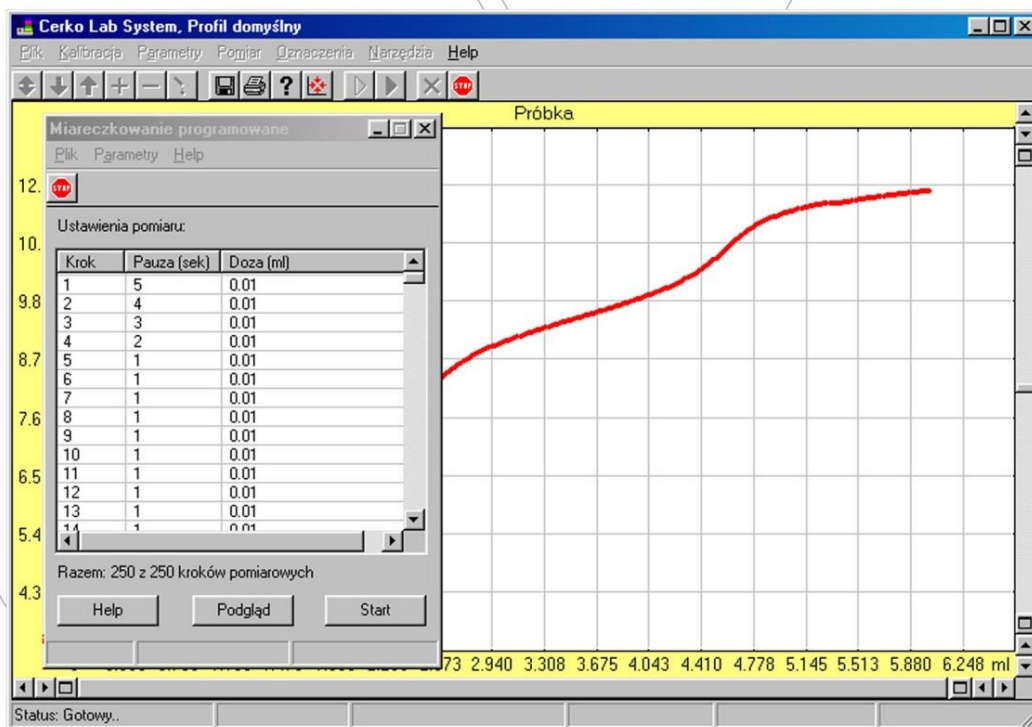 Cerko Lab System, Profil domyślny
Plik Kalibracja Parametry Pomiar Oznaczenia Narzędzia Help
STOP
Próbka
Miareczkowanie programowane
Plik Parametry Help
STOP
Ustawienia pomiaru:
Krok Pauza (sek) Doza (ml)
1 5 0.01
2 4 0.01
3 3 0.01
4 2 0.01
5 1 0.01
6 1 0.01
7 1 0.01
8 1 0.01
9 1 0.01
10 1 0.01
11 1 0.01
12 1 0.01
13 1 0.01
14 1 0.01
Razem: 250 z 250 kroków pomiarowych
Help Podgląd Start
12.
10.
9.8
8.7
7.6
6.5
5.4
4.3
2.940 3.308 3.675 4.043 4.410 4.778 5.145 5.513 5.880 6.248 ml
Status: Gotowy..